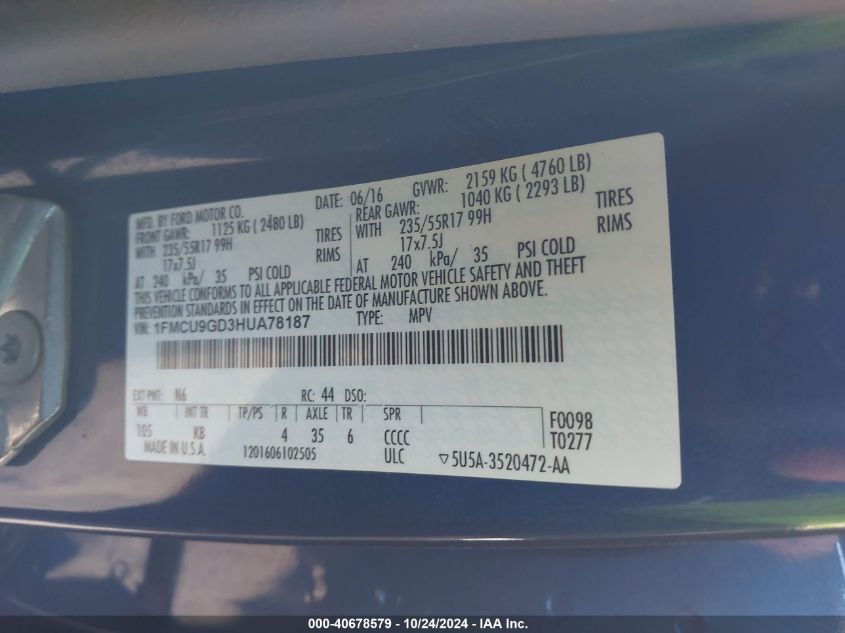 MFD. BY FORD MOTOR CO.
DATE: 06/16 GVWR: 2159 KG ( 4760 LB)
FRONT GAWR: 1125 KG ( 2480 LB) REAR GAWR: 1040 KG ( 2293 LB)
WITH 235/55R17 99H TIRES WITH 235/55R17 99H TIRES
17x7.5J RIMS 17x7.5J RIMS
AT 240 kPa/ 35 PSI COLD AT 240 kPa/ 35 PSI COLD
THIS VEHICLE CONFORMS TO ALL APPLICABLE FEDERAL MOTOR VEHICLE SAFETY AND THEFT
PREVENTION STANDARDS IN EFFECT ON THE DATE OF MANUFACTURE SHOWN ABOVE.
VIN: 1FMCU9GD3HUA78187 TYPE: MPV
EXT PNT: N6 RC: 44 DSO:
WB INT TR TP/PS R AXLE TR SPR F0098
105 KB 4 35 6 CCCC T0277
MADE IN U.S.A. 1201606102505 ULC ▽5U5A-3520472-AA
000-40678579 - 10/24/2024 - https://www.iaai.com/